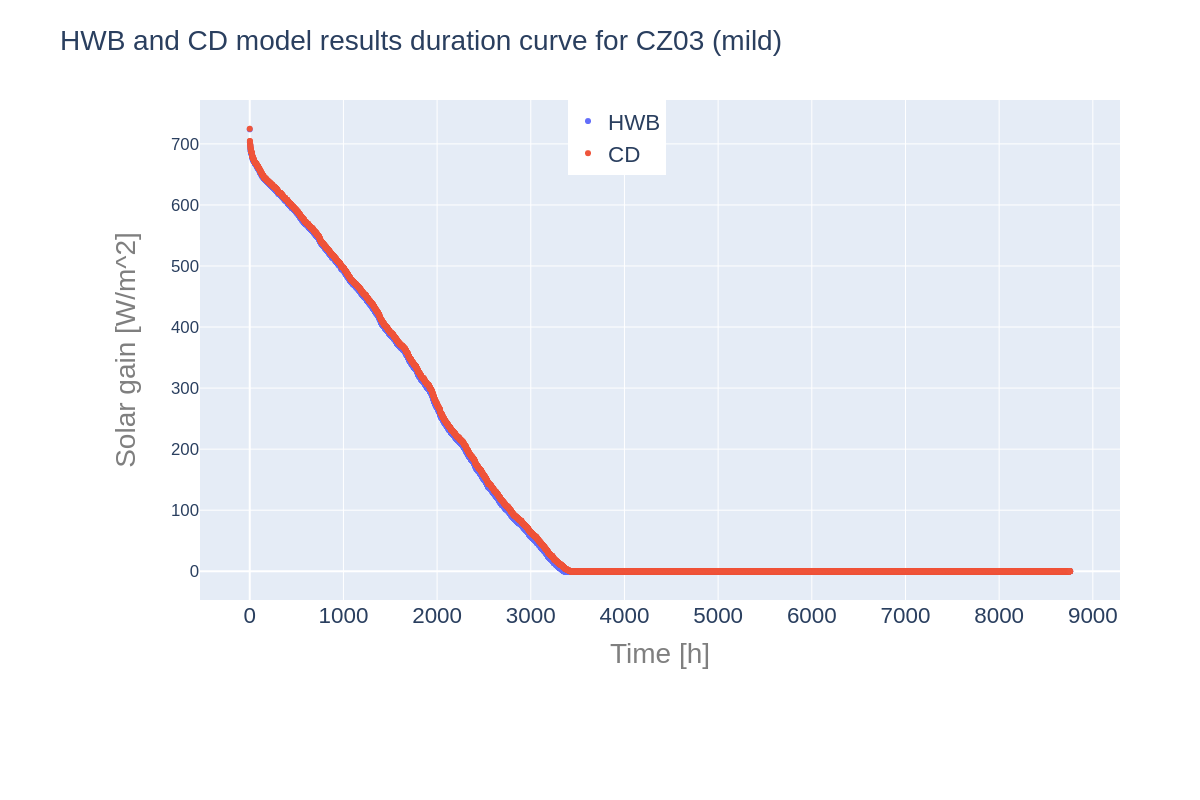 HWB and CD model results duration curve for CZ03 (mild)
HWB
CD
700
600
500
400
300
200
100
0
Solar gain [W/m^2]
0 1000 2000 3000 4000 5000 6000 7000 8000 9000
Time [h]